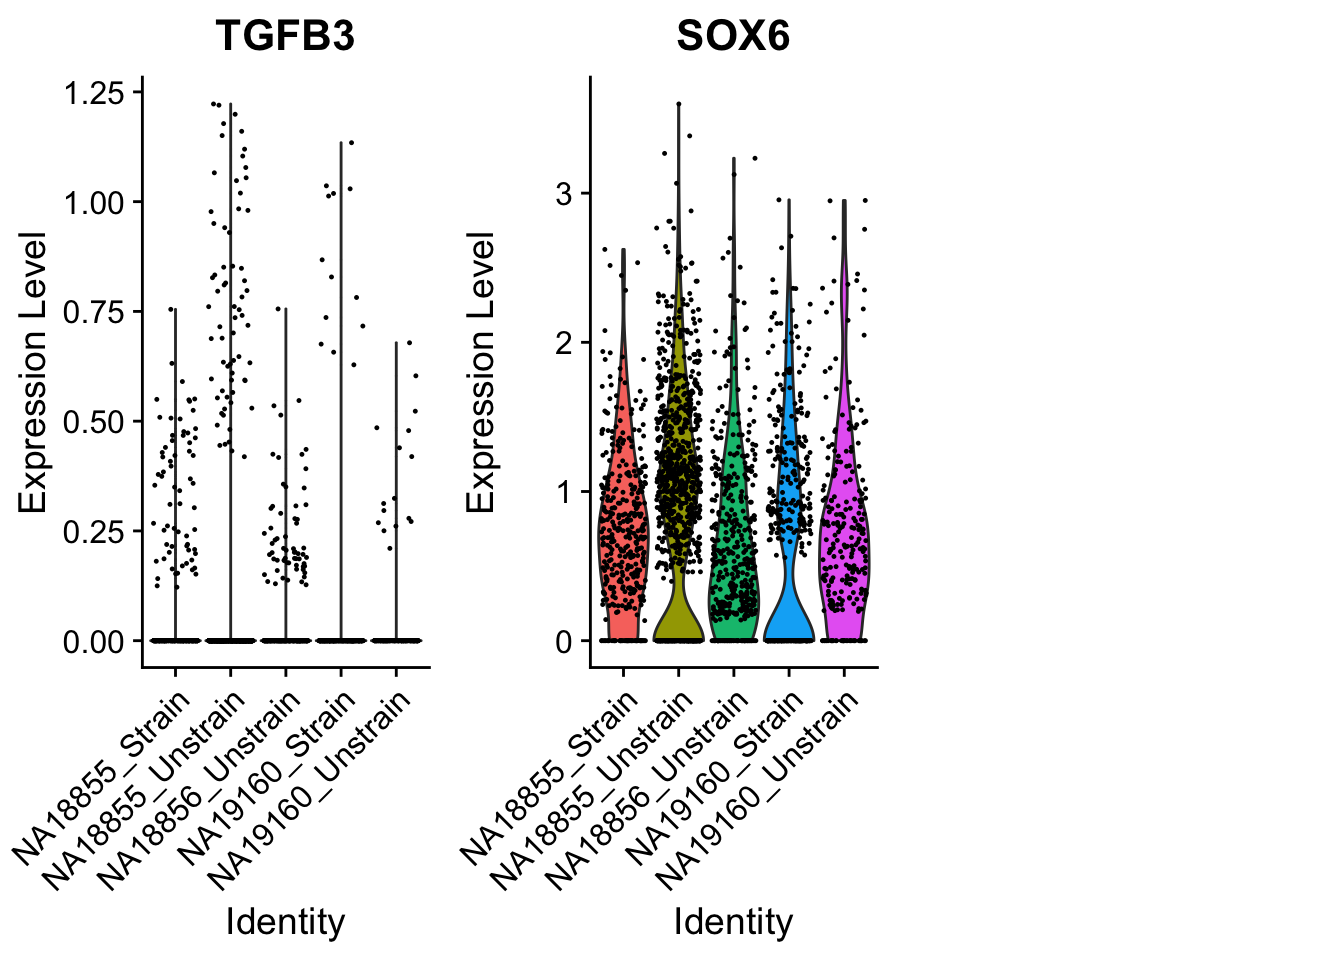 TGFB3
Expression Level
1.25
1.00
0.75
0.50
0.25
0.00
NA18855_Strain
NA18855_Unstrain
NA18856_Unstrain
NA19160_Strain
NA19160_Unstrain
Identity
SOX6
Expression Level
3
2
1
0
NA18855_Strain
NA18855_Unstrain
NA18856_Unstrain
NA19160_Strain
NA19160_Unstrain
Identity